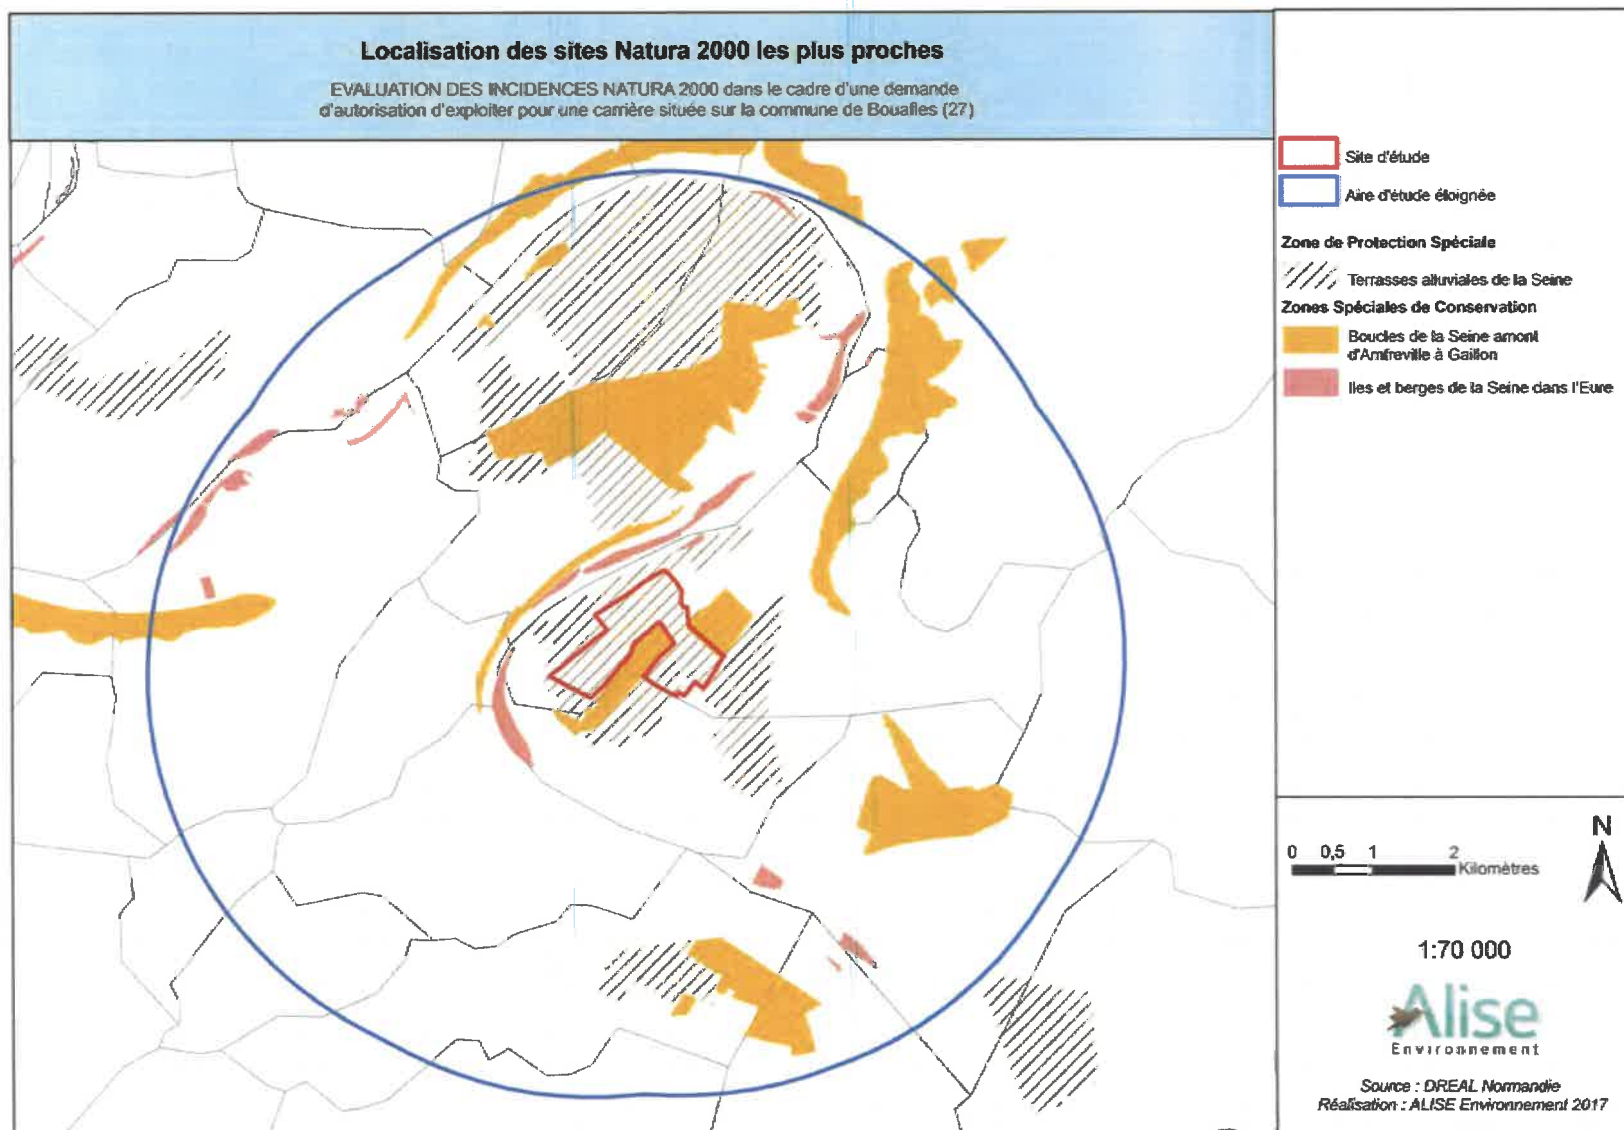 Localisation des sites Natura 2000 les plus proches
EVALUATION DES INCIDENCES NATURA 2000 dans le cadre d'une demande
d'autorisation d'exploiter pour une carrière située sur la commune de Bouafles (27)
Site d'étude
Aire d'étude éloignée
Zone de Protection Spéciale
Terrasses alluviales de la Seine
Zones Spéciales de Conservation
Boucles de la Seine amont
d'Amfreville à Gaillon
Iles et berges de la Seine dans l'Eure
N
0 0,5 1 2
Kilomètres
1:70 000
Alise
Environnement
Source : DREAL Normandie
Réalisation : ALISE Environnement 2017